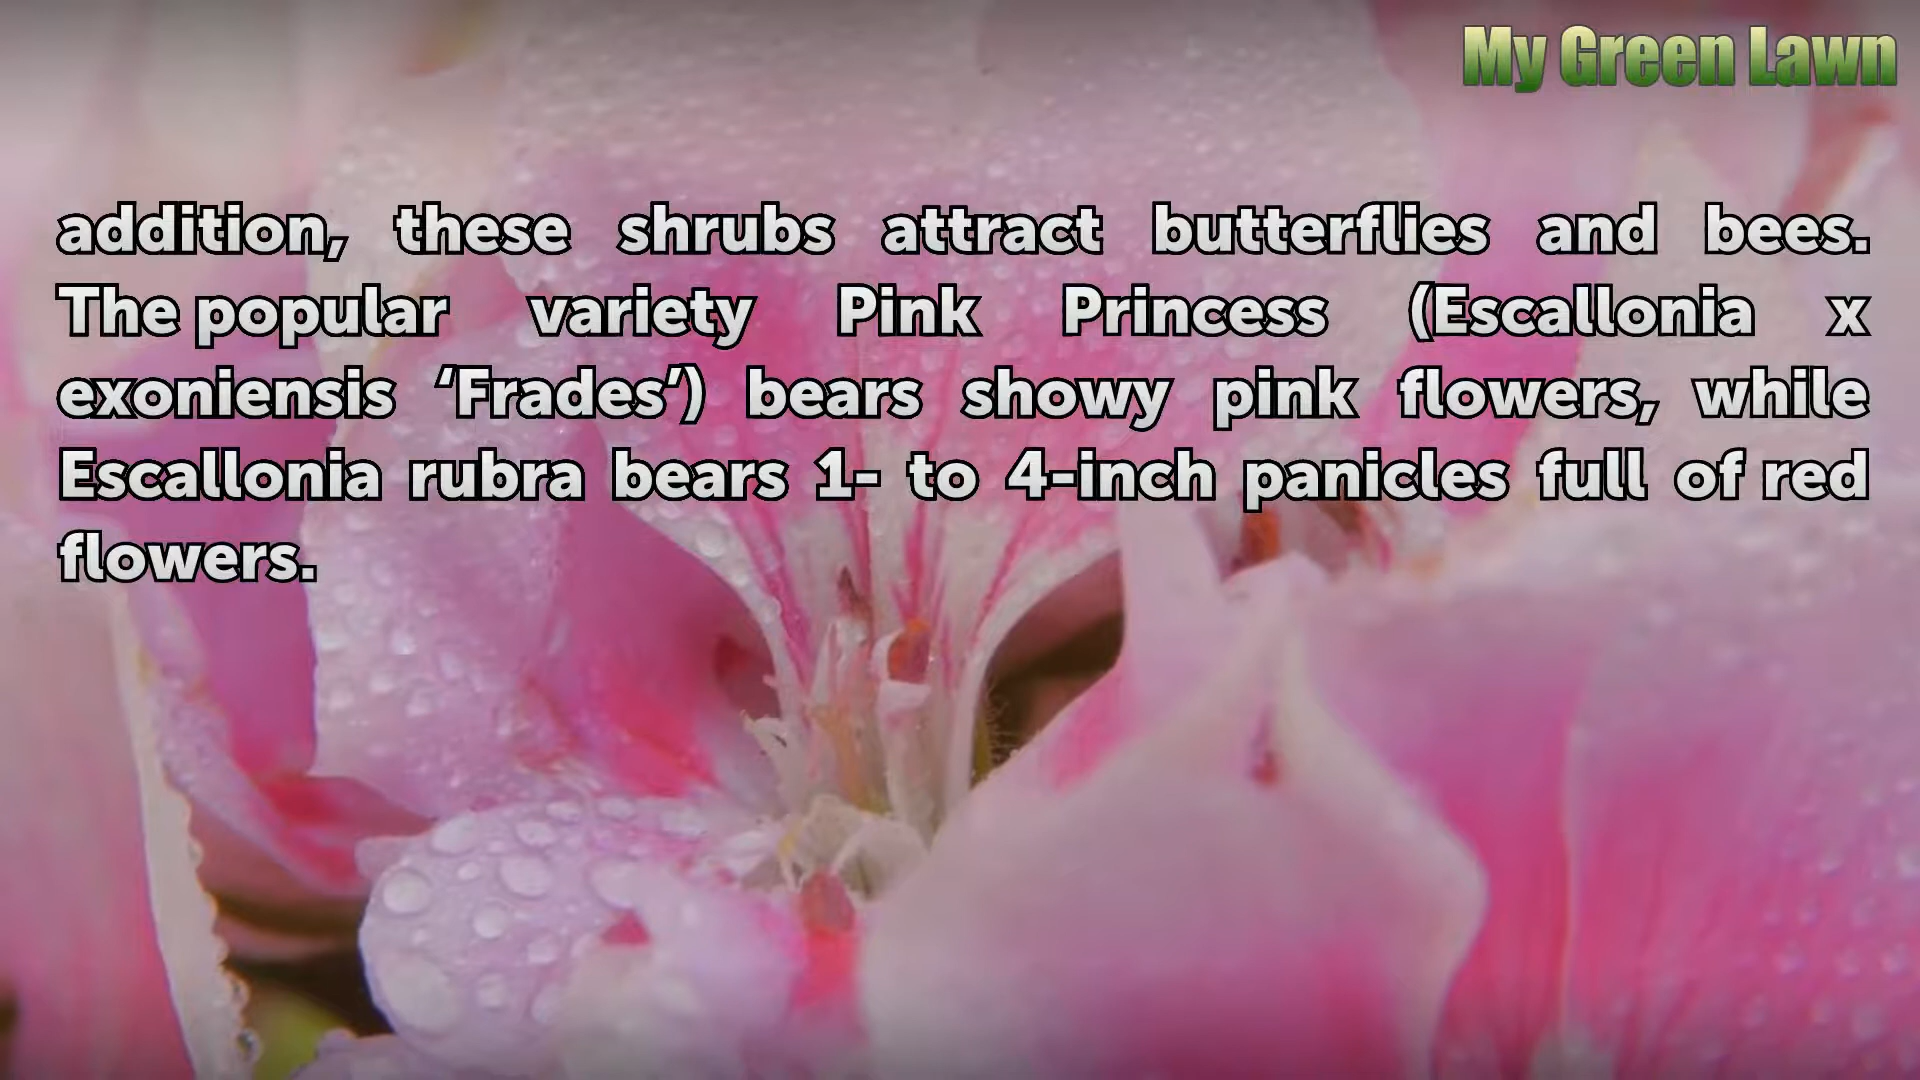 My Green Lawn
addition, these shrubs attract butterflies and bees.
The popular variety Pink Princess (Escallonia x
exoniensis ‘Frades’) bears showy pink flowers, while
Escallonia rubra bears 1- to 4-inch panicles full of red
flowers.